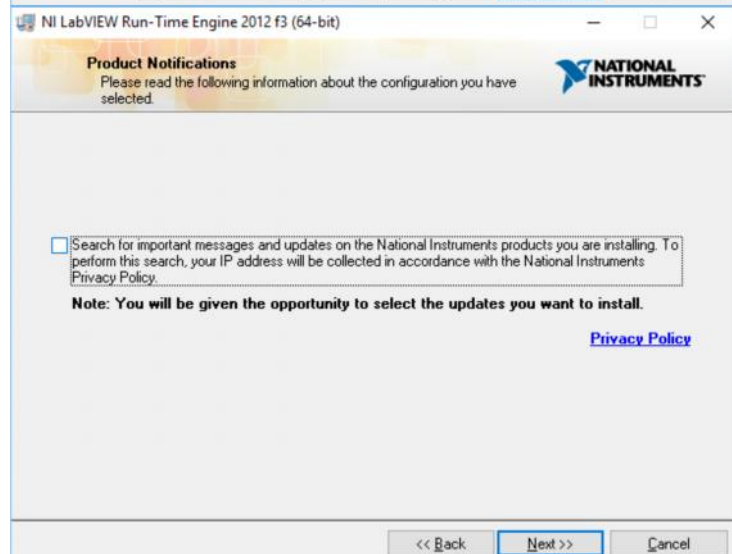 NI LabVIEW Run-Time Engine 2012 f3 (64-bit)
Product Notifications
Please read the following information about the configuration you have
selected.
NATIONAL
INSTRUMENTS
Search for important messages and updates on the National Instruments products you are installing. To
perform this search, your IP address will be collected in accordance with the National Instruments
Privacy Policy.
Note: You will be given the opportunity to select the updates you want to install.
Privacy Policy
<< Back Next >> Cancel